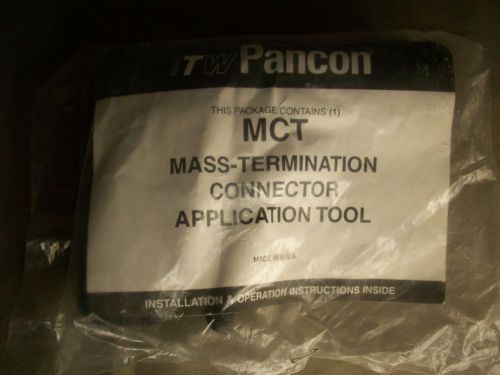 ITW Pancon®
THIS PACKAGE CONTAINS (1)
MCT
MASS-TERMINATION
CONNECTOR
APPLICATION TOOL
MADE IN U.S.A.
INSTALLATION & OPERATION INSTRUCTIONS INSIDE